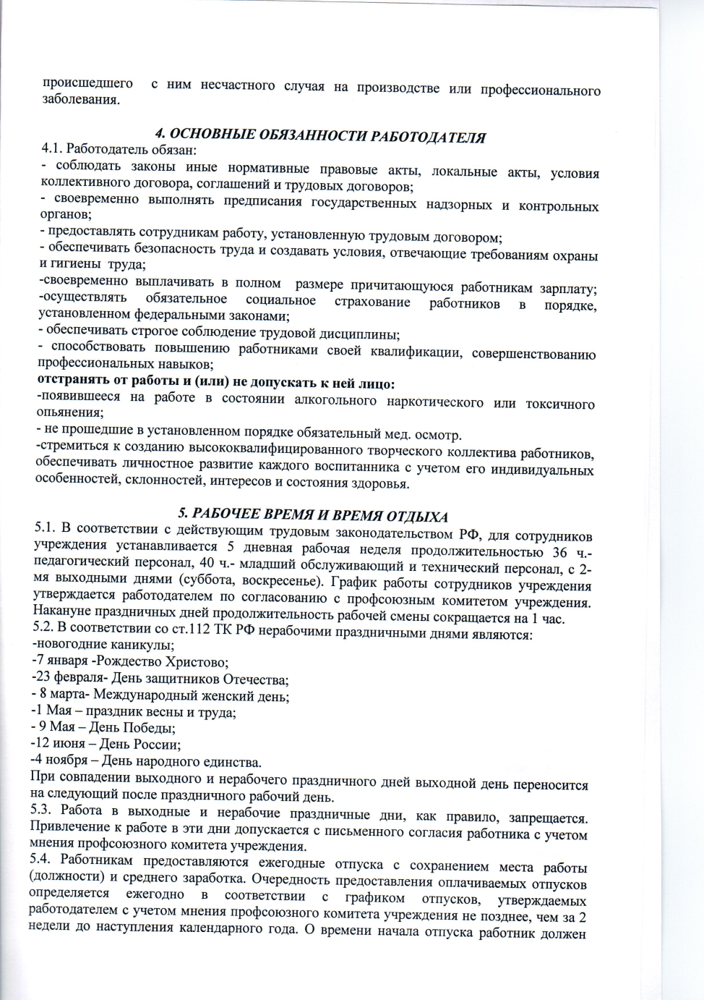 происшедшего с ним несчастного случая на производстве или профессионального
заболевания.
4. ОСНОВНЫЕ ОБЯЗАННОСТИ РАБОТОДАТЕЛЯ
4.1. Работодатель обязан:
- соблюдать законы иные нормативные правовые акты, локальные акты, условия
коллективного договора, соглашений и трудовых договоров;
- своевременно выполнять предписания государственных надзорных и контрольных
органов;
- предоставлять сотрудникам работу, установленную трудовым договором;
- обеспечивать безопасность труда и создавать условия, отвечающие требованиям охраны
и гигиены труда;
-своевременно выплачивать в полном размере причитающуюся работникам зарплату;
-осуществлять обязательное социальное страхование работников в порядке,
установленном федеральными законами;
- обеспечивать строгое соблюдение трудовой дисциплины;
- способствовать повышению работниками своей квалификации, совершенствованию
профессиональных навыков;
отстранять от работы и (или) не допускать к ней лицо:
-появившееся на работе в состоянии алкогольного наркотического или токсичного
опьянения;
- не прошедшие в установленном порядке обязательный мед. осмотр.
-стремиться к созданию высококвалифицированного творческого коллектива работников,
обеспечивать личностное развитие каждого воспитанника с учетом его индивидуальных
особенностей, склонностей, интересов и состояния здоровья.
5. РАБОЧЕЕ ВРЕМЯ И ВРЕМЯ ОТДЫХА
5.1. В соответствии с действующим трудовым законодательством РФ, для сотрудников
учреждения устанавливается 5 дневная рабочая неделя продолжительностью 36 ч.-
педагогический персонал, 40 ч.- младший обслуживающий и технический персонал, с 2-
мя выходными днями (суббота, воскресенье). График работы сотрудников учреждения
утверждается работодателем по согласованию с профсоюзным комитетом учреждения.
Накануне праздничных дней продолжительность рабочей смены сокращается на 1 час.
5.2. В соответствии со ст.112 ТК РФ нерабочими праздничными днями являются:
-новогодние каникулы;
-7 января -Рождество Христово;
-23 февраля- День защитников Отечества;
- 8 марта- Международный женский день;
-1 Мая – праздник весны и труда;
- 9 Мая – День Победы;
-12 июня – День России;
-4 ноября – День народного единства.
При совпадении выходного и нерабочего праздничного дней выходной день переносится
на следующий после праздничного рабочий день.
5.3. Работа в выходные и нерабочие праздничные дни, как правило, запрещается.
Привлечение к работе в эти дни допускается с письменного согласия работника с учетом
мнения профсоюзного комитета учреждения.
5.4. Работникам предоставляются ежегодные отпуска с сохранением места работы
(должности) и среднего заработка. Очередность предоставления оплачиваемых отпусков
определяется ежегодно в соответствии с графиком отпусков, утверждаемых
работодателем с учетом мнения профсоюзного комитета учреждения не позднее, чем за 2
недели до наступления календарного года. О времени начала отпуска работник должен